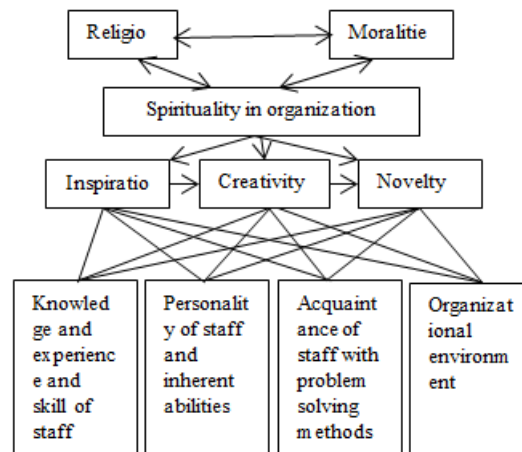 Religio
Moralitie
Spirituality in organization
Inspiratio
Creativity
Novelty
Knowled
ge and
experienc
e and
skill of
staff
Personalit
y of staff
and
inherent
abilities
Acquaint
ance of
staff with
problem
solving
methods
Organizat
ional
environm
ent